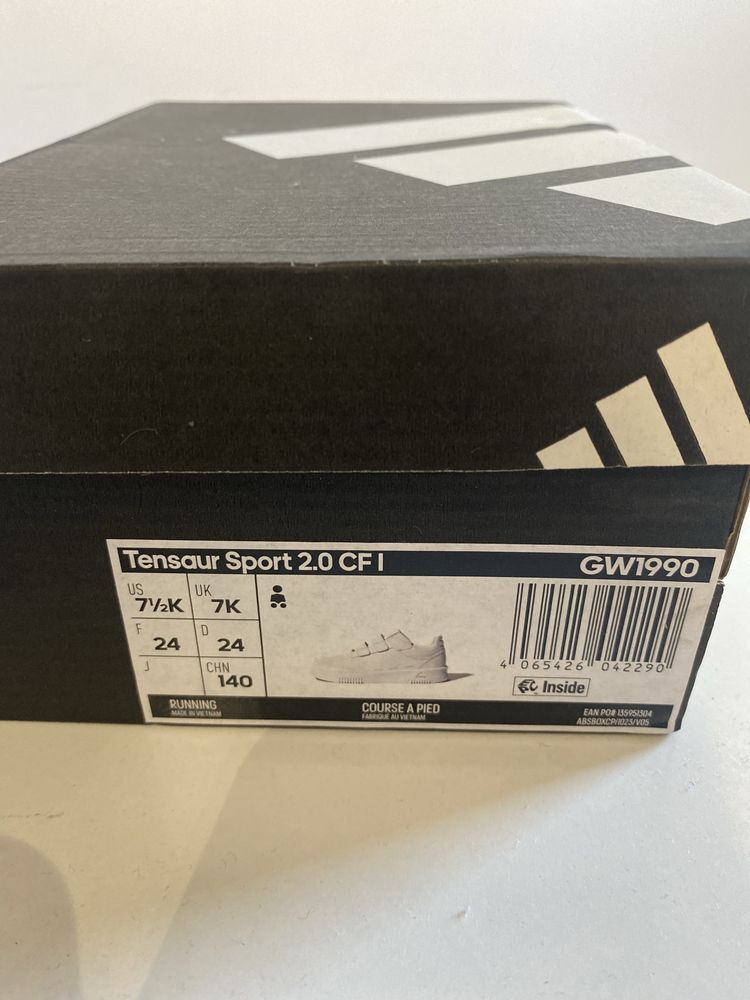 Tensaur Sport 2.0 CF I GW1990
US 7½K UK 7K
F 24 D 24
J CHN 140
4 065426 042290
Inside
RUNNING COURSE A PIED EAN PO# 135951304
MADE IN VIETNAM FABRIQUE AU VIETNAM ABSBOXCP/1023/V05